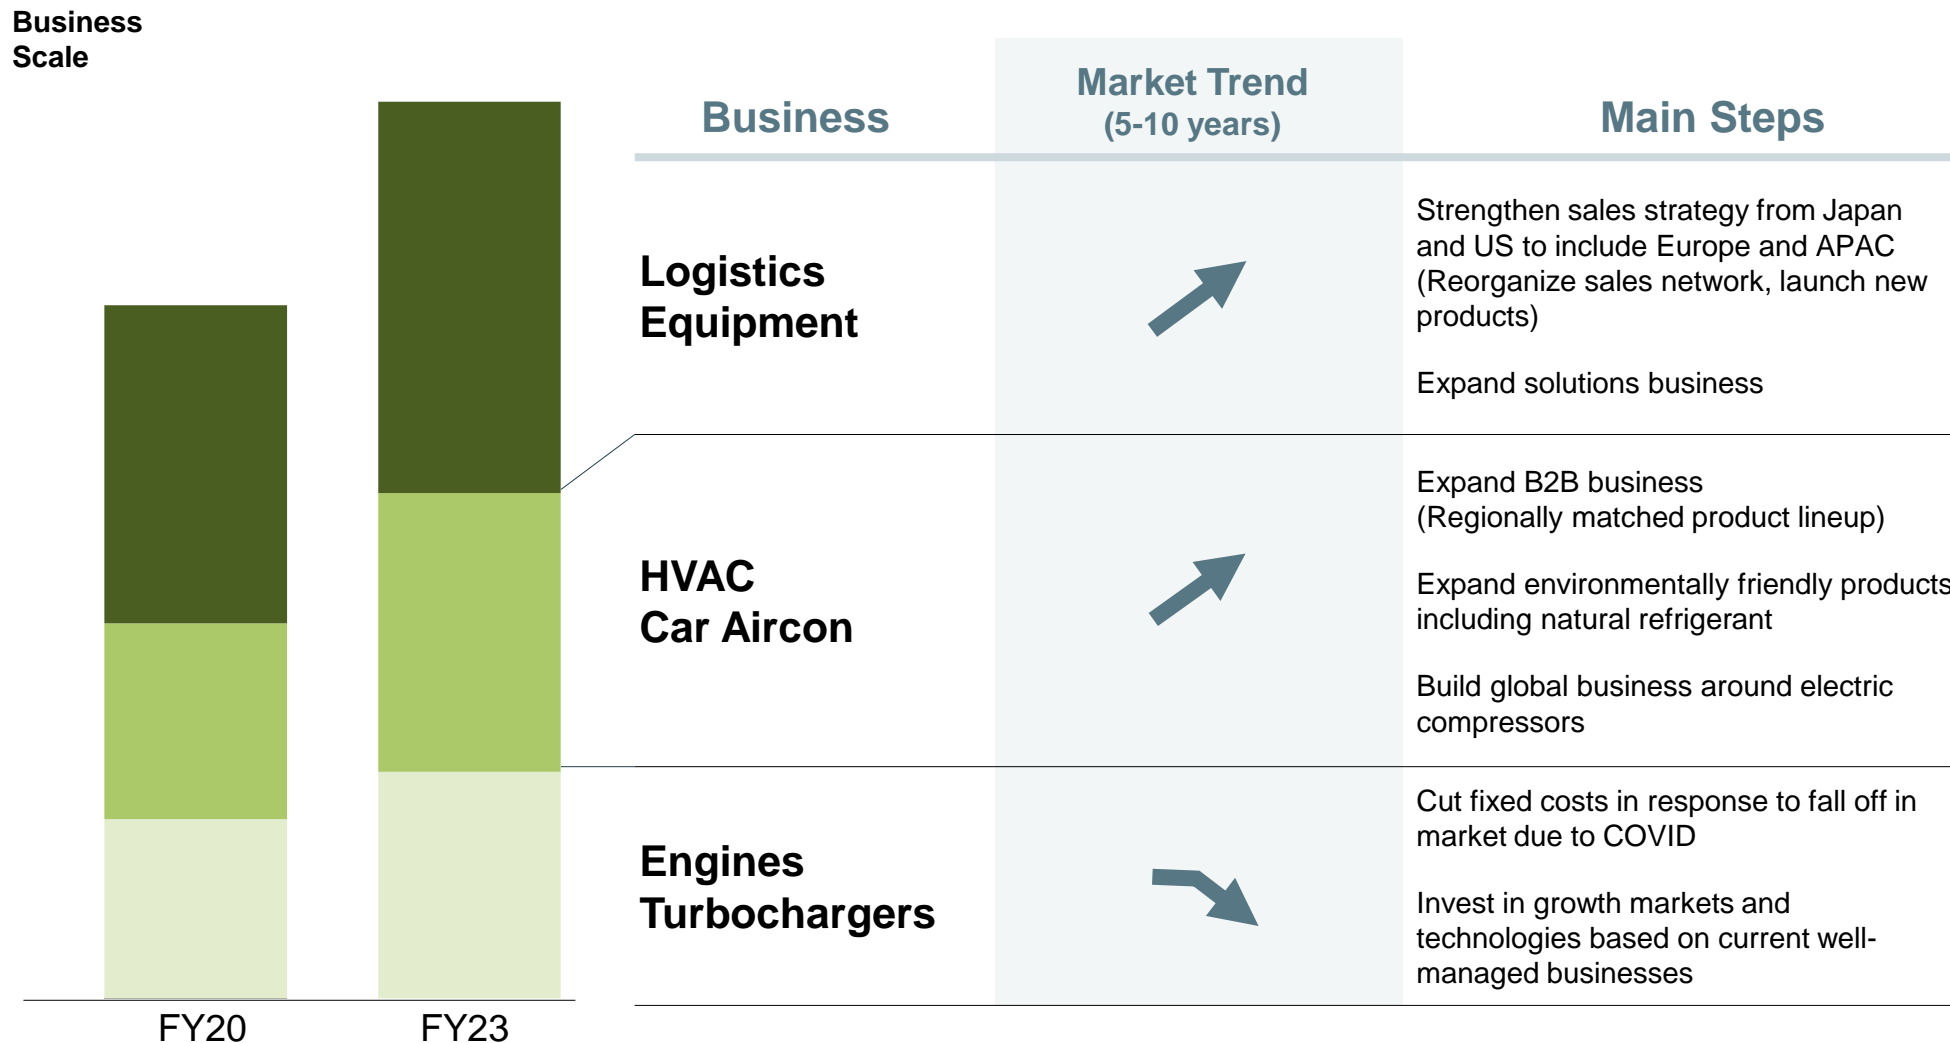 Business
Scale
Business
Market Trend
(5-10 years)
Main Steps
Logistics
Equipment
Strengthen sales strategy from Japan
and US to include Europe and APAC
(Reorganize sales network, launch new
products)
Expand solutions business
HVAC
Car Aircon
Expand B2B business
(Regionally matched product lineup)
Expand environmentally friendly products
including natural refrigerant
Build global business around electric
compressors
Engines
Turbochargers
Cut fixed costs in response to fall off in
market due to COVID
Invest in growth markets and
technologies based on current well-
managed businesses
FY20
FY23